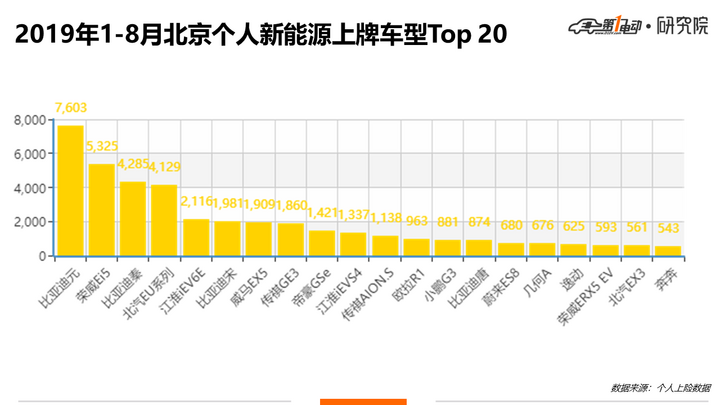 2019年1-8月北京个人新能源上牌车型Top 20
第1电动·研究院
8,000
6,000
4,000
2,000
0
7,603
5,325
4,285
4,129
2,116
1,981
1,909
1,860
1,421
1,337
1,138
963
881
874
680
676
625
593
561
543
比亚迪元
荣威Ei5
比亚迪秦
北汽EU系列
江淮iEV6E
比亚迪宋
威马EX5
传祺GE3
帝豪GSe
江淮iEVS4
传祺AION.S
欧拉R1
小鹏G3
比亚迪唐
蔚来ES8
几何A
逸动
荣威ERX5 EV
北汽EX3
奔奔
数据来源：个人上险数据